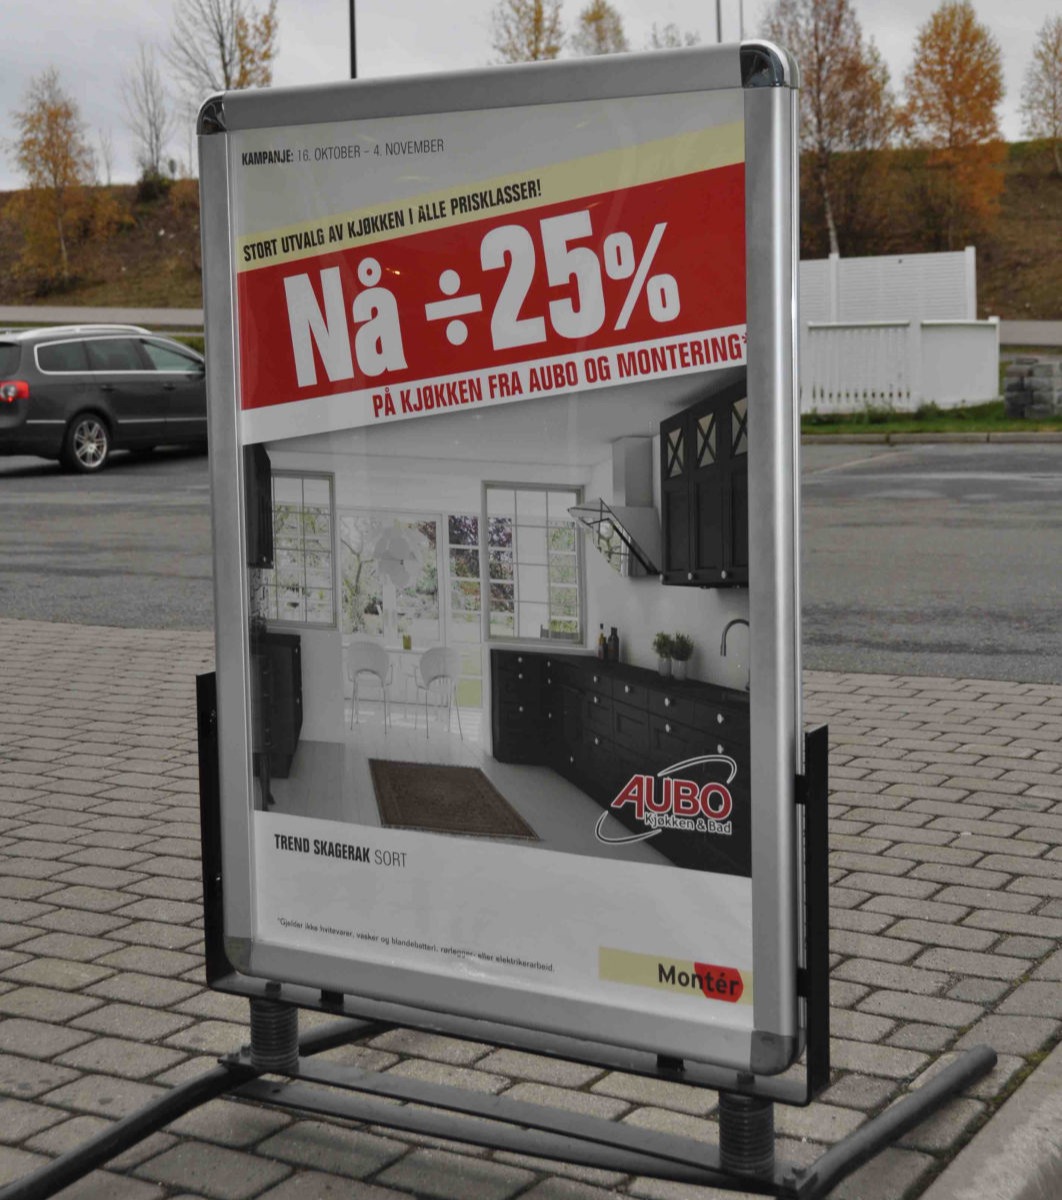 KAMPANJE: 16. OKTOBER – 4. NOVEMBER
STORT UTVALG AV KJØKKEN I ALLE PRISKLASSER!
Nå ÷25%
PÅ KJØKKEN FRA AUBO OG MONTERING*
AUBO
Kjøkken & Bad
TREND SKAGERAK SORT
*Gjelder ikke hvitevarer, vasker og blandebatteri, rørlegger- eller elektrikerarbeid.
Montér